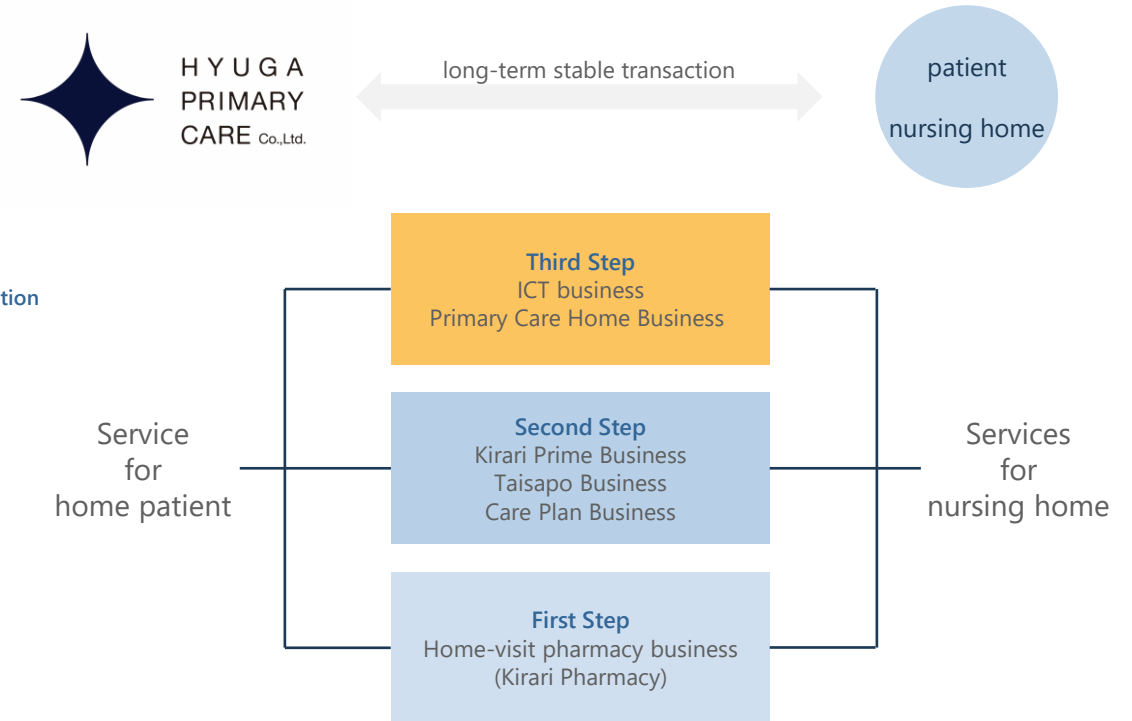 HYUGA
PRIMARY
CARE Co.,Ltd.
long-term stable transaction
patient
nursing home
Third Step
ICT business
Primary Care Home Business
tion
Second Step
Kirari Prime Business
Taisapo Business
Care Plan Business
Service
for
home patient
Services
for
nursing home
First Step
Home-visit pharmacy business
(Kirari Pharmacy)